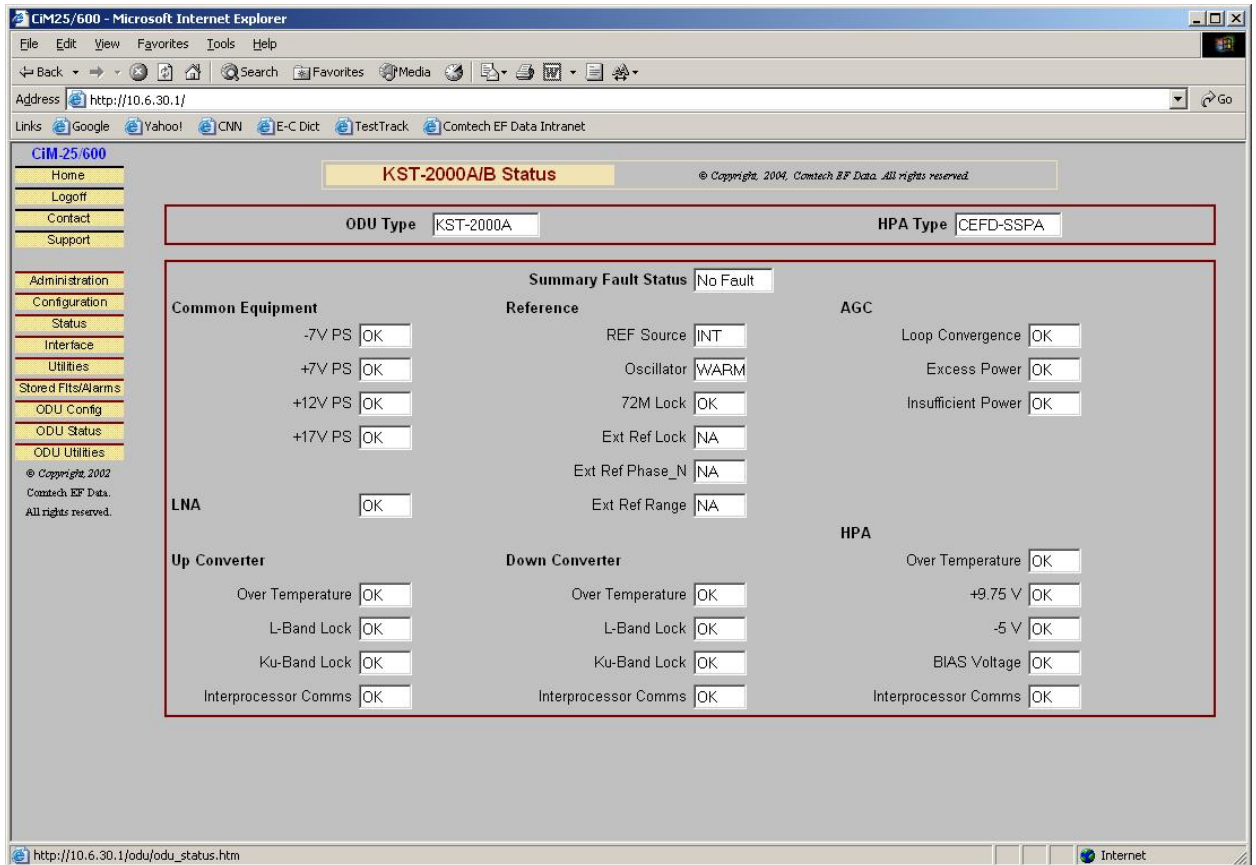 CiM25/600 - Microsoft Internet Explorer
File Edit View Favorites Tools Help
Back Search Favorites Media
Address http://10.6.30.1/ Go
Links Google Yahoo! CNN E-C Dict TestTrack Comtech EF Data Intranet
CiM-25/600
Home
Logoff
Contact
Support
Administration
Configuration
Status
Interface
Utilities
Stored Flts/Alarms
ODU Config
ODU Status
ODU Utilities
© Copyright, 2002
Comtech EF Data.
All rights reserved.
KST-2000A/B Status © Copyright, 2004, Comtech EF Data. All rights reserved.
ODU Type KST-2000A HPA Type CEFD-SSPA
Summary Fault Status No Fault
Common Equipment Reference AGC
-7V PS OK REF Source INT Loop Convergence OK
+7V PS OK Oscillator WARM Excess Power OK
+12V PS OK 72M Lock OK Insufficient Power OK
+17V PS OK Ext Ref Lock NA
Ext Ref Phase_N NA
LNA OK Ext Ref Range NA
HPA
Up Converter Down Converter Over Temperature OK
Over Temperature OK Over Temperature OK +9.75 V OK
L-Band Lock OK L-Band Lock OK -5 V OK
Ku-Band Lock OK Ku-Band Lock OK BIAS Voltage OK
Interprocessor Comms OK Interprocessor Comms OK Interprocessor Comms OK
http://10.6.30.1/odu/odu_status.htm Internet